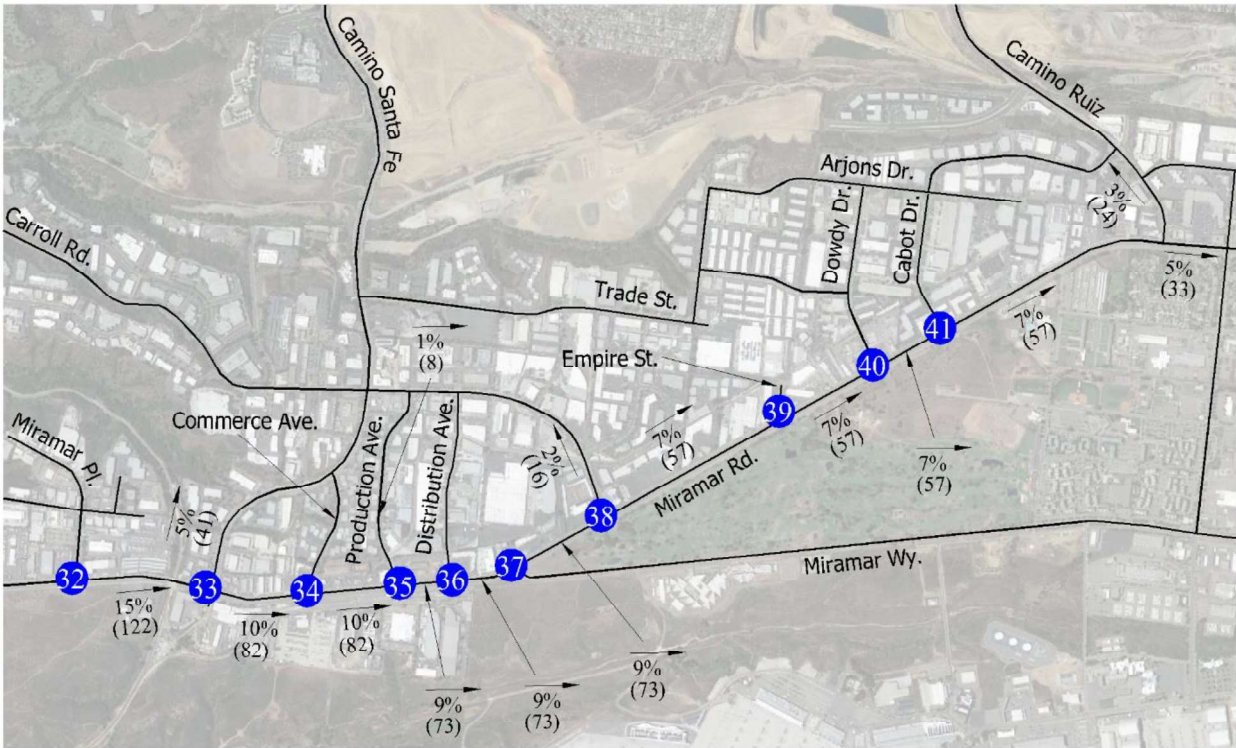 Camino Santa Fe
Camino Ruiz
Arjons Dr.
3%
(24)
Carroll Rd.
Dowdy Dr.
Cabot Dr.
5%
(33)
Trade St.
7%
(57)
41
1%
(8)
Empire St.
40
39
Commerce Ave.
7%
(57)
7%
(57)
7%
(57)
Miramar Pl.
Production Ave.
Distribution Ave.
2%
(16)
Miramar Rd.
5%
(41)
38
Miramar Wy.
32
33
34
35
36
37
15%
(122)
10%
(82)
10%
(82)
9%
(73)
9%
(73)
9%
(73)